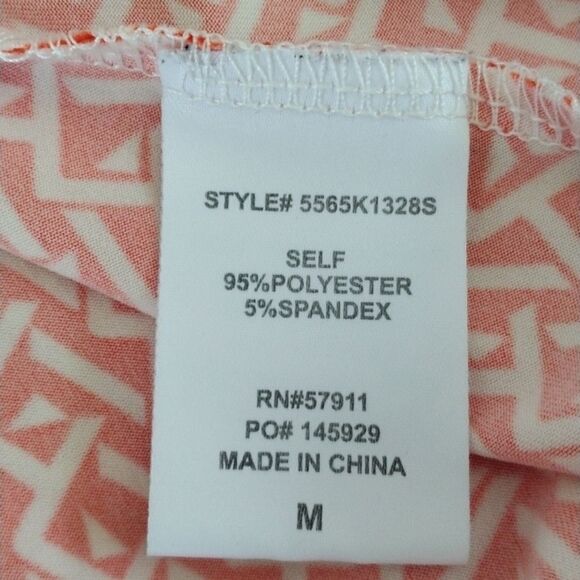 STYLE# 5565K1328S
SELF
95%POLYESTER
5%SPANDEX
RN#57911
PO# 145929
MADE IN CHINA
M